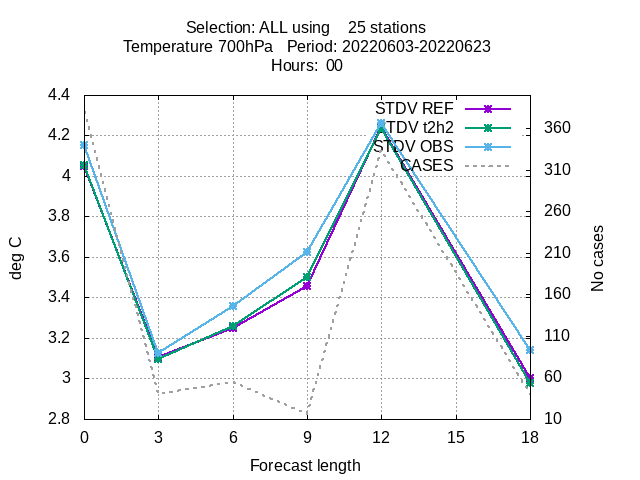 Selection: ALL using 25 stations
Temperature 700hPa Period: 20220603-20220623
Hours: 00
STDV REF
STDV t2h2
STDV OBS
CASES
4.4
4.2
4
3.8
3.6
3.4
3.2
3
2.8
deg C
360
310
260
210
160
110
60
10
No cases
0 3 6 9 12 15 18
Forecast length